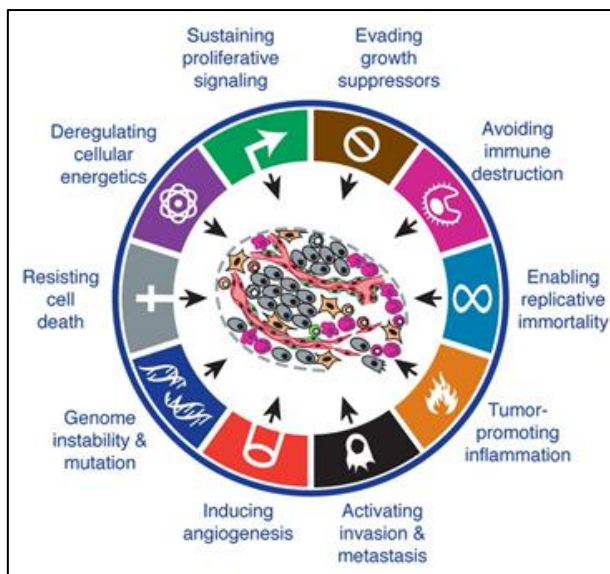 Sustaining
proliferative
signaling
Evading
growth
suppressors
Avoiding
immune
destruction
Enabling
replicative
immortality
Tumor-
promoting
inflammation
Activating
invasion &
metastasis
Inducing
angiogenesis
Genome
instability &
mutation
Resisting
cell
death
Deregulating
cellular
energetics